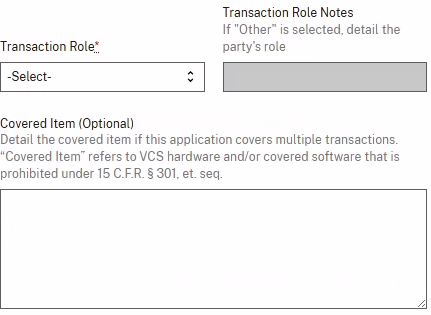 Transaction Role Notes
If "Other" is selected, detail the
party's role
Transaction Role*
-Select-
Covered Item (Optional)
Detail the covered item if this application covers multiple transactions.
“Covered Item” refers to VCS hardware and/or covered software that is
prohibited under 15 C.F.R. § 301, et. seq.